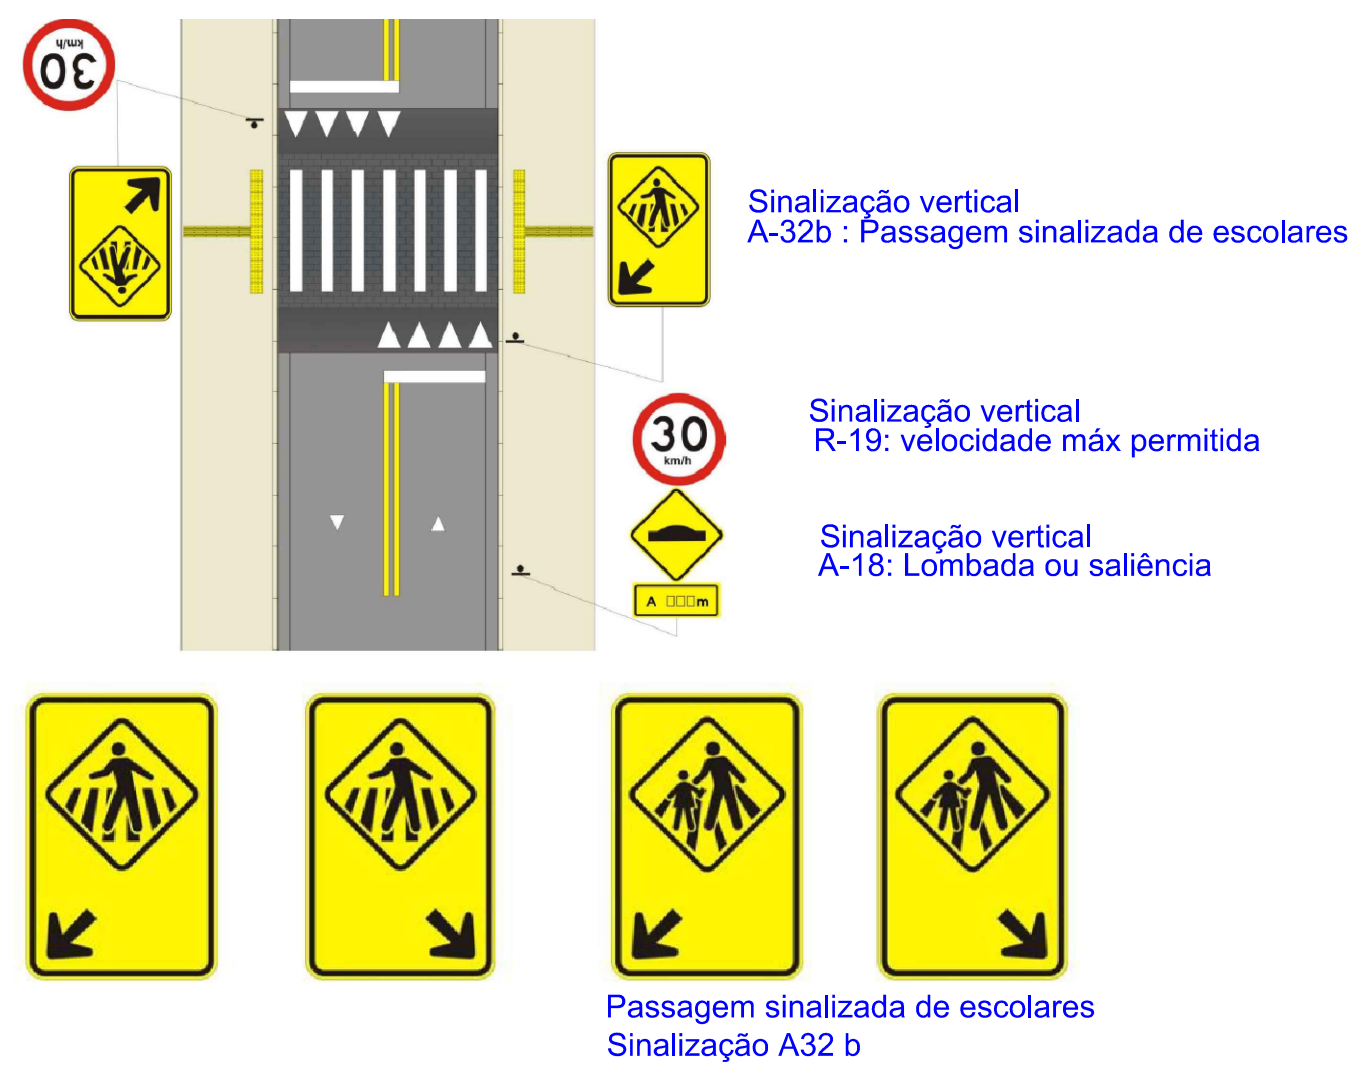 30
km/h
Sinalização vertical
A-32b : Passagem sinalizada de escolares
30
km/h
Sinalização vertical
R-19: velocidade máx permitida
Sinalização vertical
A-18: Lombada ou saliência
A □□□m
Passagem sinalizada de escolares
Sinalização A32 b